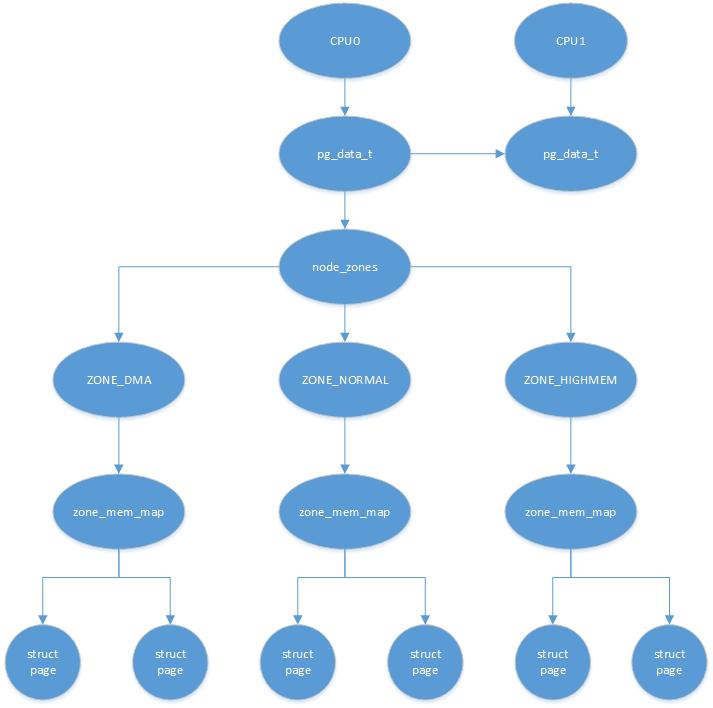 CPU0
CPU1
pg_data_t
pg_data_t
node_zones
ZONE_DMA
ZONE_NORMAL
ZONE_HIGHMEM
zone_mem_map
zone_mem_map
zone_mem_map
struct
page
struct
page
struct
page
struct
page
struct
page
struct
page